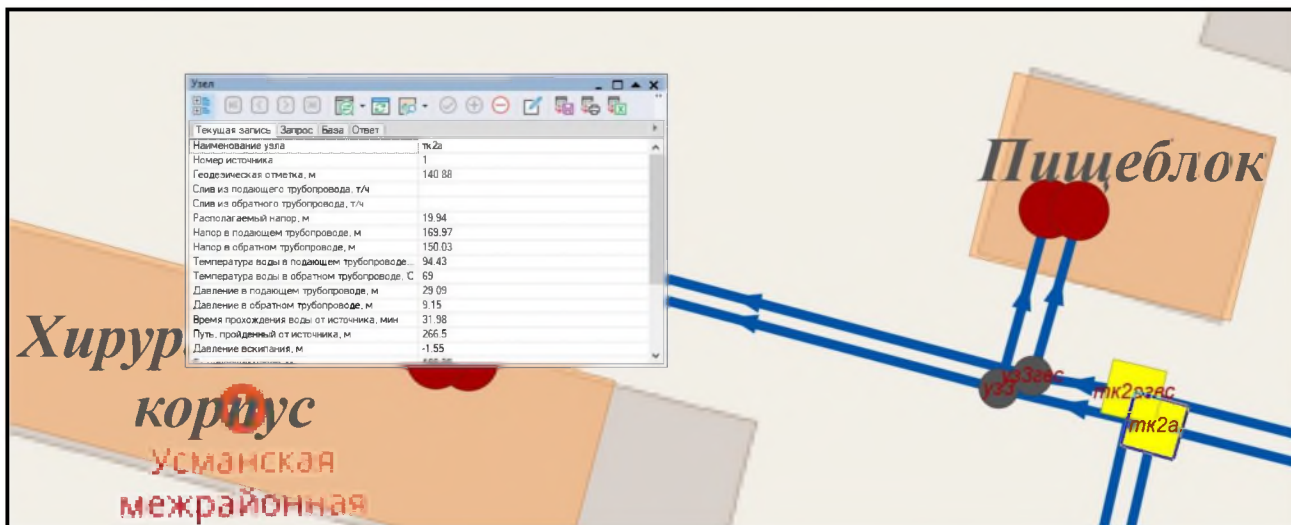 Узел
Текущая запись Запрос База Ответ
Наименование узла тк2а
Номер источника 1
Геодезическая отметка, м 140.88
Слив из подающего трубопровода, т/ч
Слив из обратного трубопровода, т/ч
Располагаемый напор, м 19.94
Напор в подающем трубопроводе, м 169.97
Напор в обратном трубопроводе, м 150.03
Температура воды в подающем трубопроводе... 94.43
Температура воды в обратном трубопроводе, °C 69
Давление в подающем трубопроводе, м 29.09
Давление в обратном трубопроводе, м 9.15
Время прохождения воды от источника, мин 31.98
Путь, пройденный от источника, м 266.5
Давление вскипания, м -1.55
Пищеблок
Хирур
корпус
Усманская
межрайонная
уз3гвс
уз3
тк2а